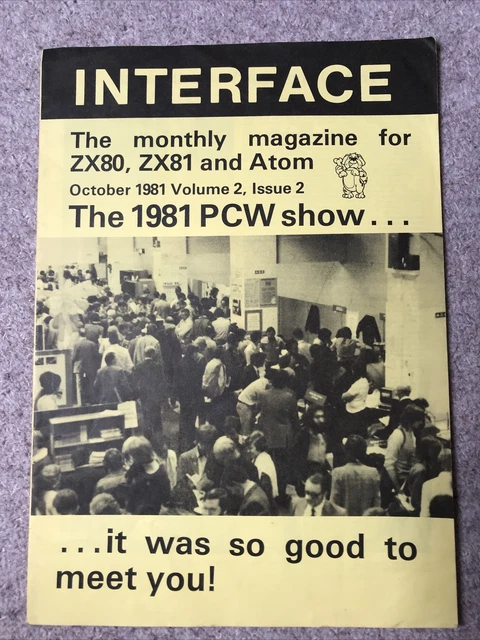 INTERFACE
The monthly magazine for
ZX80, ZX81 and Atom
October 1981 Volume 2, Issue 2
The 1981 PCW show...
...it was so good to
meet you!